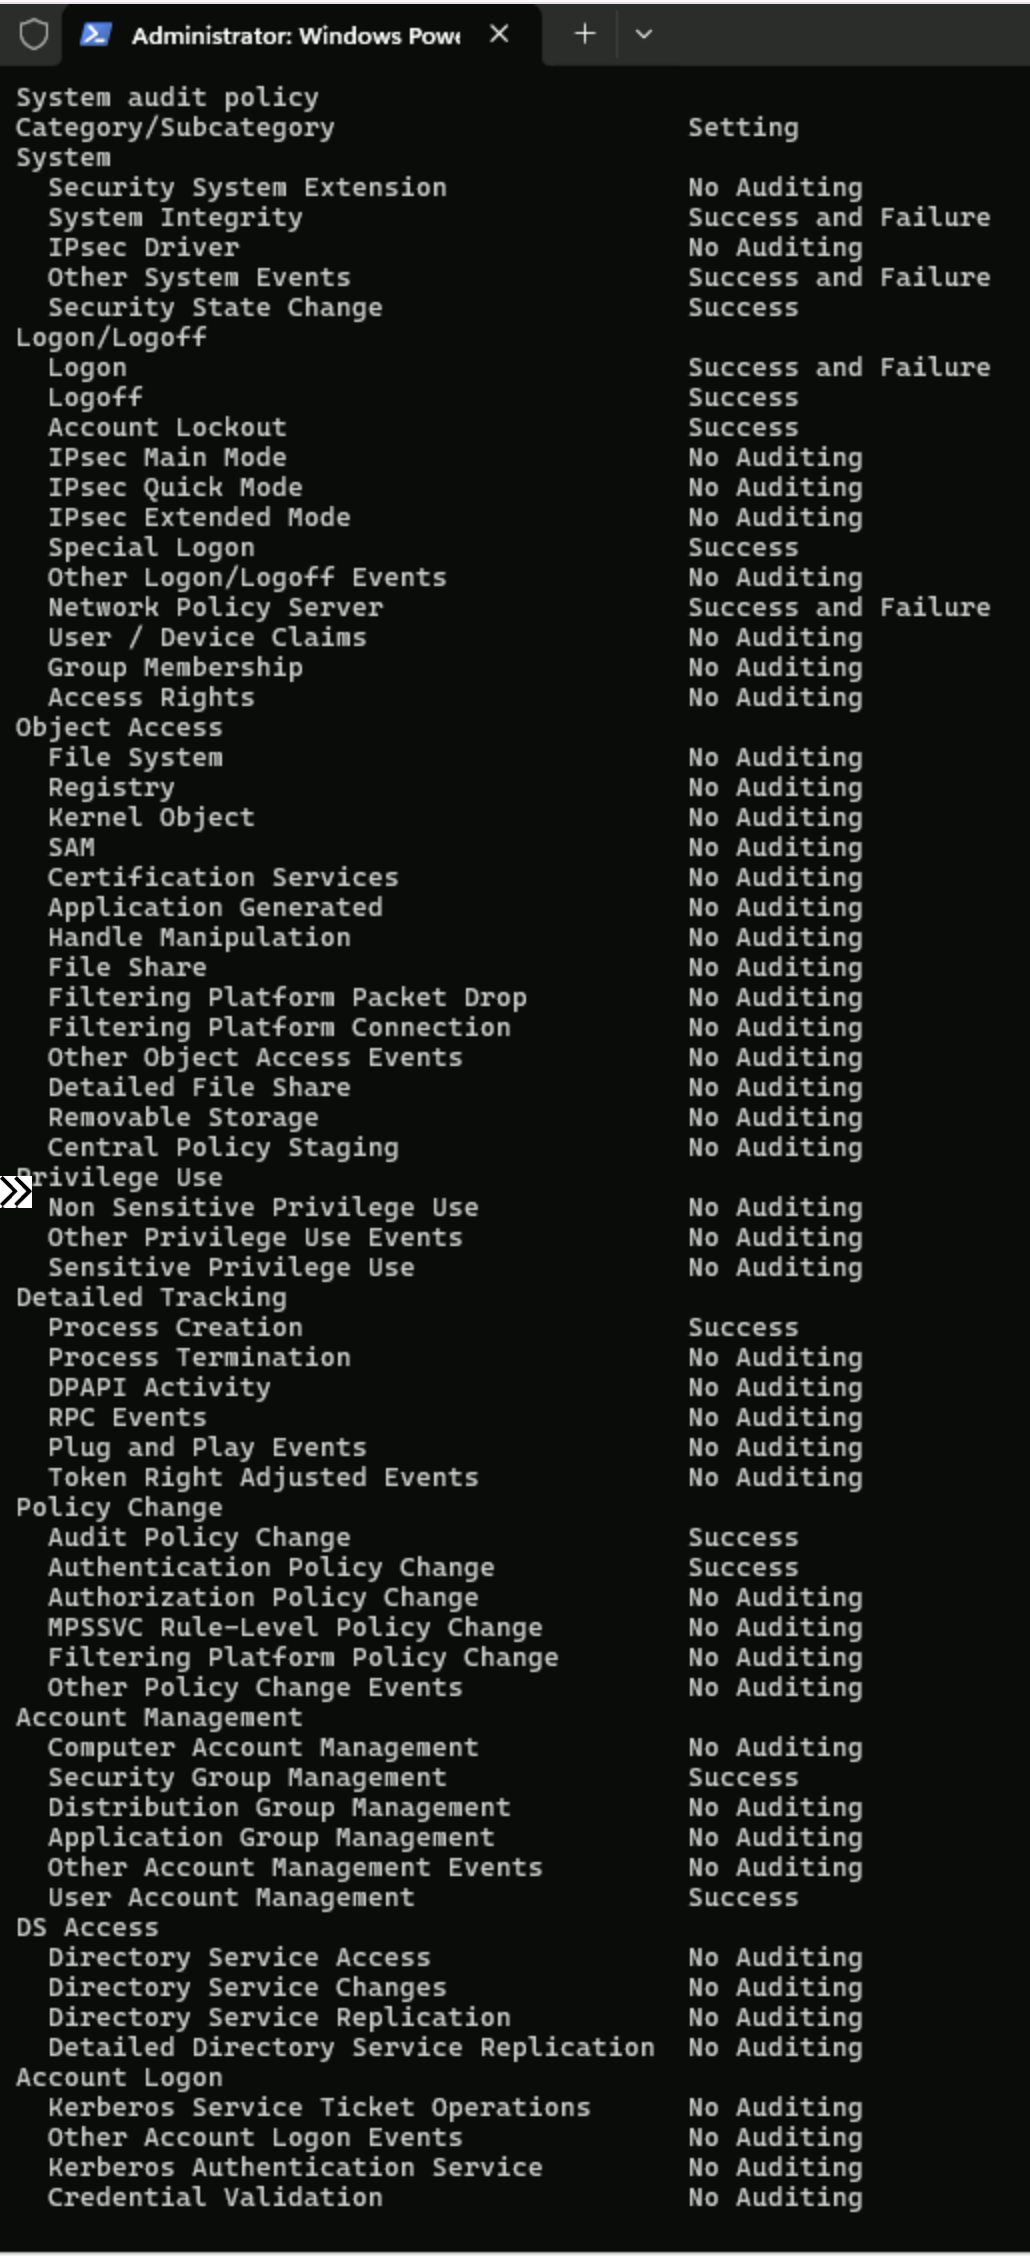 Administrator: Windows Powe
System audit policy
Category/Subcategory Setting
System
Security System Extension No Auditing
System Integrity Success and Failure
IPsec Driver No Auditing
Other System Events Success and Failure
Security State Change Success
Logon/Logoff
Logon Success and Failure
Logoff Success
Account Lockout Success
IPsec Main Mode No Auditing
IPsec Quick Mode No Auditing
IPsec Extended Mode No Auditing
Special Logon Success
Other Logon/Logoff Events No Auditing
Network Policy Server Success and Failure
User / Device Claims No Auditing
Group Membership No Auditing
Access Rights No Auditing
Object Access
File System No Auditing
Registry No Auditing
Kernel Object No Auditing
SAM No Auditing
Certification Services No Auditing
Application Generated No Auditing
Handle Manipulation No Auditing
File Share No Auditing
Filtering Platform Packet Drop No Auditing
Filtering Platform Connection No Auditing
Other Object Access Events No Auditing
Detailed File Share No Auditing
Removable Storage No Auditing
Central Policy Staging No Auditing
Privilege Use
Non Sensitive Privilege Use No Auditing
Other Privilege Use Events No Auditing
Sensitive Privilege Use No Auditing
Detailed Tracking
Process Creation Success
Process Termination No Auditing
DPAPI Activity No Auditing
RPC Events No Auditing
Plug and Play Events No Auditing
Token Right Adjusted Events No Auditing
Policy Change
Audit Policy Change Success
Authentication Policy Change Success
Authorization Policy Change No Auditing
MPSSVC Rule-Level Policy Change No Auditing
Filtering Platform Policy Change No Auditing
Other Policy Change Events No Auditing
Account Management
Computer Account Management No Auditing
Security Group Management Success
Distribution Group Management No Auditing
Application Group Management No Auditing
Other Account Management Events No Auditing
User Account Management Success
DS Access
Directory Service Access No Auditing
Directory Service Changes No Auditing
Directory Service Replication No Auditing
Detailed Directory Service Replication No Auditing
Account Logon
Kerberos Service Ticket Operations No Auditing
Other Account Logon Events No Auditing
Kerberos Authentication Service No Auditing
Credential Validation No Auditing